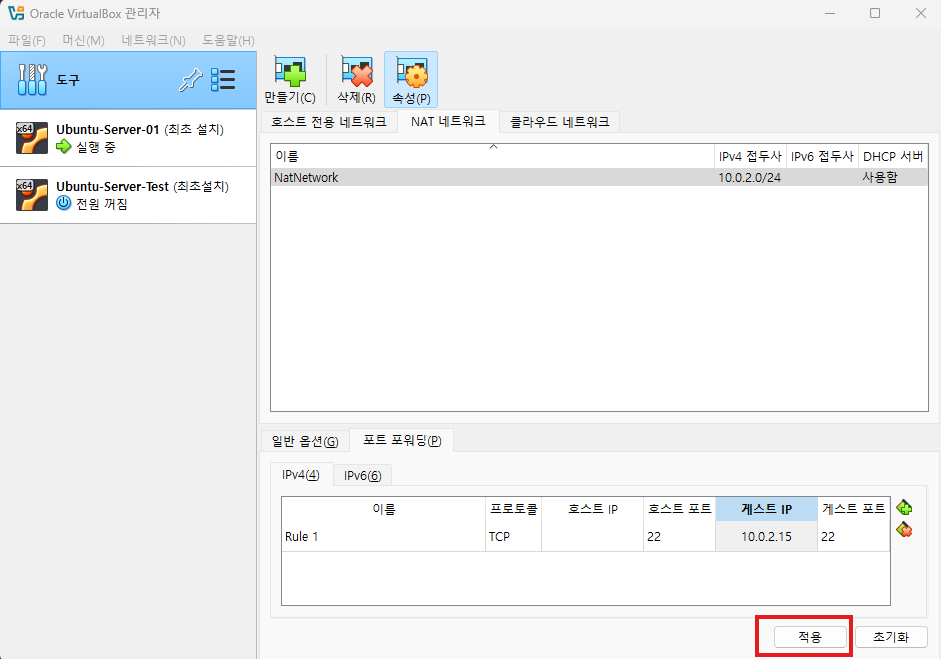 Oracle VirtualBox 관리자
파일(F) 머신(M) 네트워크(N) 도움말(H)
도구
만들기(C) 삭제(R) 속성(P)
x64
Ubuntu-Server-01 (최초 설치)
실행 중
x64
Ubuntu-Server-Test (최초설치)
전원 꺼짐
호스트 전용 네트워크 NAT 네트워크 클라우드 네트워크
이름 IPv4 접두사 IPv6 접두사 DHCP 서버
NatNetwork 10.0.2.0/24 사용함
일반 옵션(G) 포트 포워딩(P)
IPv4(4) IPv6(6)
이름 프로토콜 호스트 IP 호스트 포트 게스트 IP 게스트 포트
Rule 1 TCP 22 10.0.2.15 22
적용 초기화